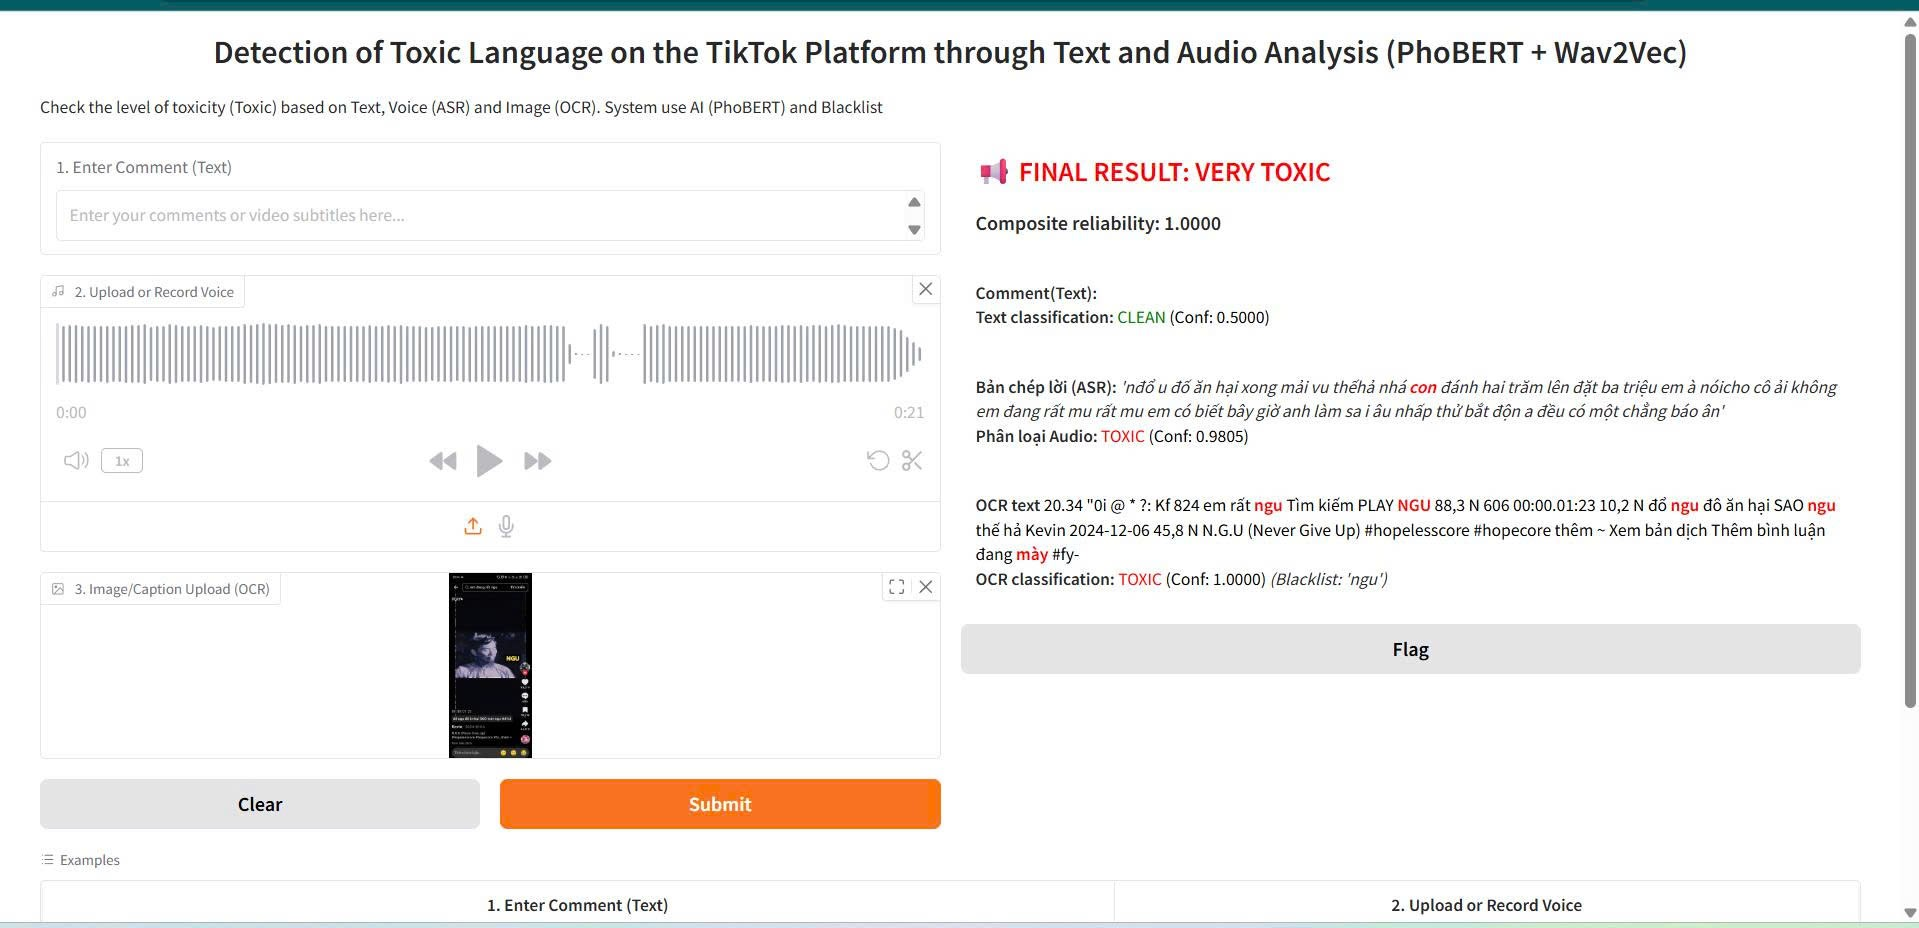 Detection of Toxic Language on the TikTok Platform through Text and Audio Analysis (PhoBERT + Wav2Vec)
Check the level of toxicity (Toxic) based on Text, Voice (ASR) and Image (OCR). System use AI (PhoBERT) and Blacklist
1. Enter Comment (Text)
Enter your comments or video subtitles here...
2. Upload or Record Voice
0:00
0:21
1x
3. Image/Caption Upload (OCR)
NGU
Clear
Submit
Examples
1. Enter Comment (Text)
2. Upload or Record Voice
FINAL RESULT: VERY TOXIC
Composite reliability: 1.0000
Comment(Text):
Text classification: CLEAN (Conf: 0.5000)
Bản chép lời (ASR): 'nđổ u đố ăn hại xong mải vu thếhả nhá con đánh hai trăm lên đặt ba triệu em à nóicho cô ải không
em đang rất mu rất mu em có biết bây giờ anh làm sa i âu nhấp thử bắt độn a đều có một chẳng báo ân'
Phân loại Audio: TOXIC (Conf: 0.9805)
OCR text 20.34 "0i @ * ?: Kf 824 em rất ngu Tìm kiếm PLAY NGU 88,3 N 606 00:00.01:23 10,2 N đổ ngu đô ăn hại SAO ngu
thế hả Kevin 2024-12-06 45,8 N N.G.U (Never Give Up) #hopelesscore #hopecore thêm ~ Xem bản dịch Thêm bình luận
đang mày #fy-
OCR classification: TOXIC (Conf: 1.0000) (Blacklist: 'ngu')
Flag